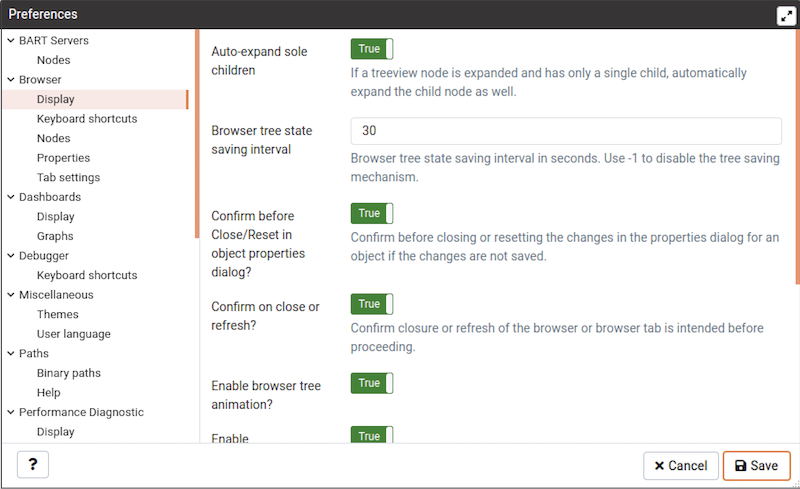 Preferences
BART Servers
Nodes
Browser
Display
Keyboard shortcuts
Nodes
Properties
Tab settings
Dashboards
Display
Graphs
Debugger
Keyboard shortcuts
Miscellaneous
Themes
User language
Paths
Binary paths
Help
Performance Diagnostic
Display
Auto-expand sole
children
True
If a treeview node is expanded and has only a single child, automatically
expand the child node as well.
Browser tree state
saving interval
30
Browser tree state saving interval in seconds. Use -1 to disable the tree saving
mechanism.
Confirm before
Close/Reset in
object properties
dialog?
True
Confirm before closing or resetting the changes in the properties dialog for an
object if the changes are not saved.
Confirm on close or
refresh?
True
Confirm closure or refresh of the browser or browser tab is intended before
proceeding.
Enable browser tree
animation?
True
Enable
True
?
Cancel
Save